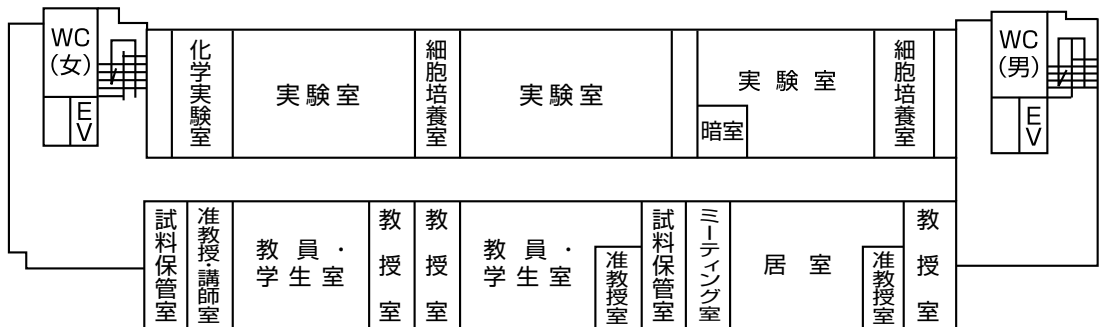 WC
(女)
EV
化学実験室
実験室
細胞培養室
実験室
実験室
暗室
細胞培養室
WC
(男)
EV
試料保管室
准教授・講師室
教員・
学生室
教授室
教授室
教員・
学生室
准教授室
試料保管室
ミーティング室
居室
准教授室
教授室